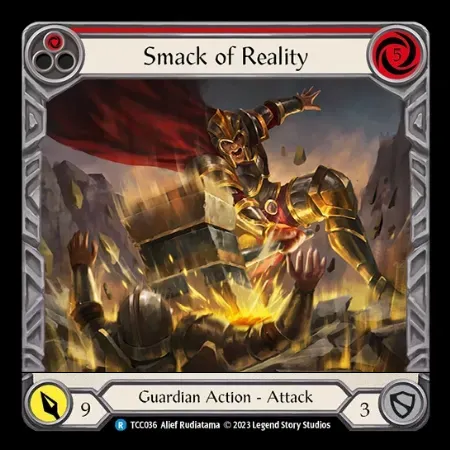 Smack of Reality
5
Guardian Action - Attack
9
3
R TCC036 Alief Rudiatama © 2023 Legend Story Studios